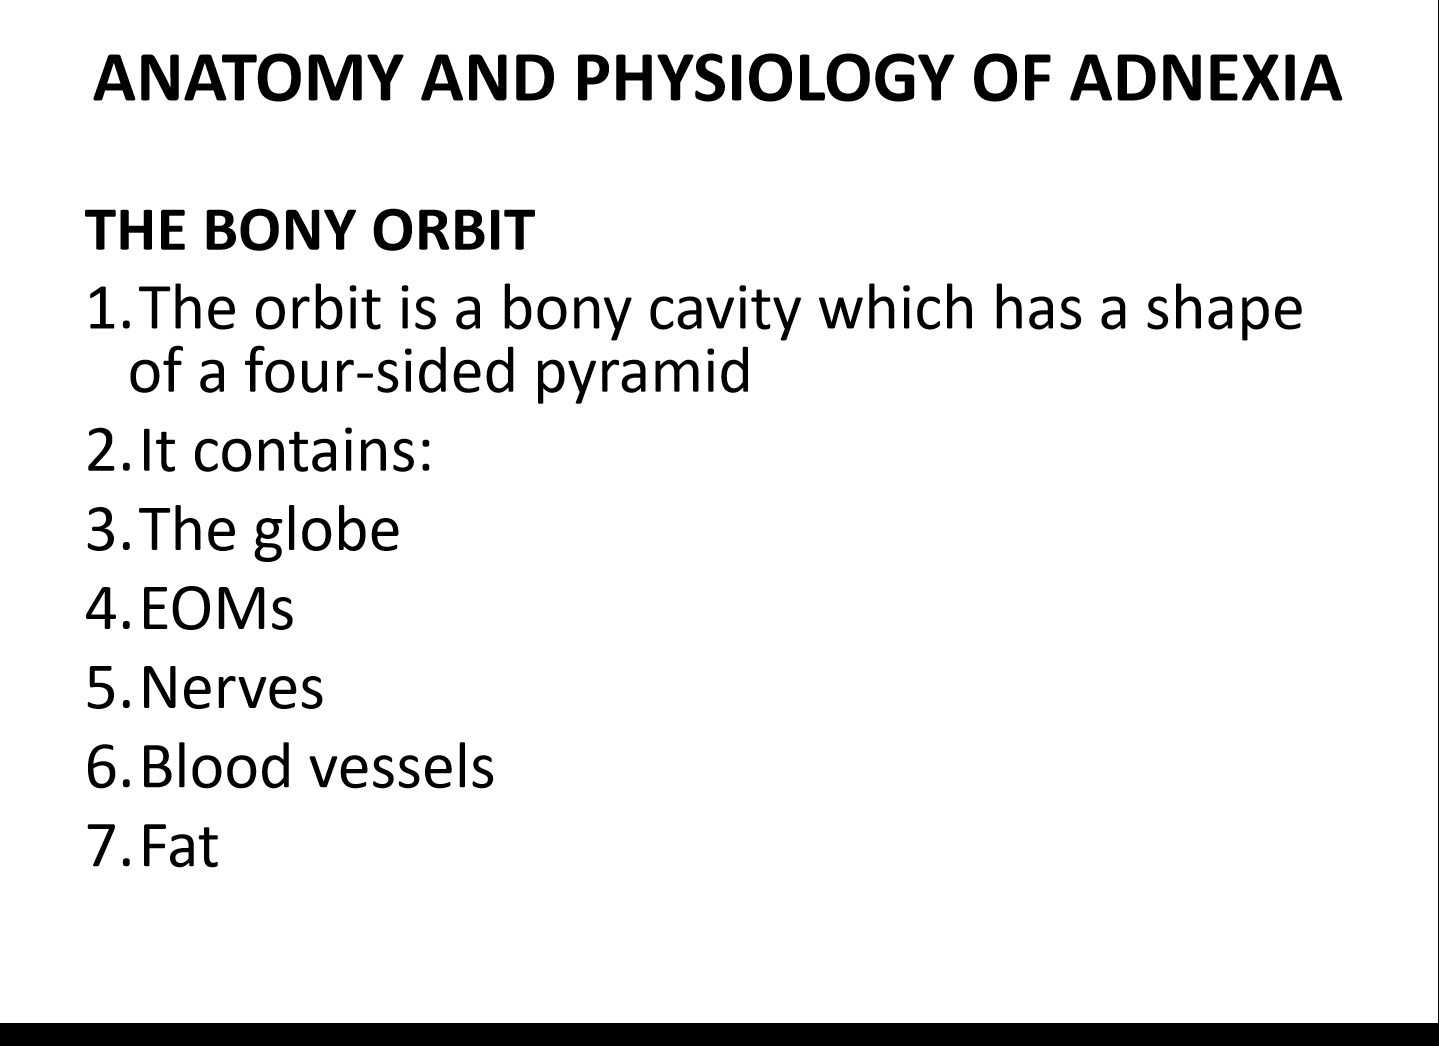 ANATOMY AND PHYSIOLOGY OF ADNEXIA
THE BONY ORBIT
1. The orbit is a bony cavity which has a shape
of a four-sided pyramid
2. It contains:
3. The globe
4. EOMs
5. Nerves
6. Blood vessels
7. Fat